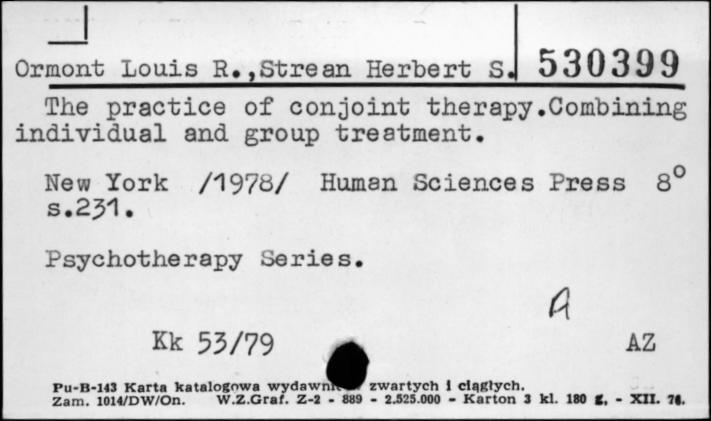 Ormont Louis R.,Strean Herbert S. 530399
The practice of conjoint therapy.Combining
individual and group treatment.
New York /1978/ Human Sciences Press 8°
s.231.
Psychotherapy Series.
A
Kk 53/79 AZ
Pu-B-143 Karta katalogowa wydawni zwartych i ciągłych.
Zam. 1014/DW/On. W.Z.Graf. Z-2 - 889 - 2.525.000 - Karton 3 kl. 180 g, - XII. 76.